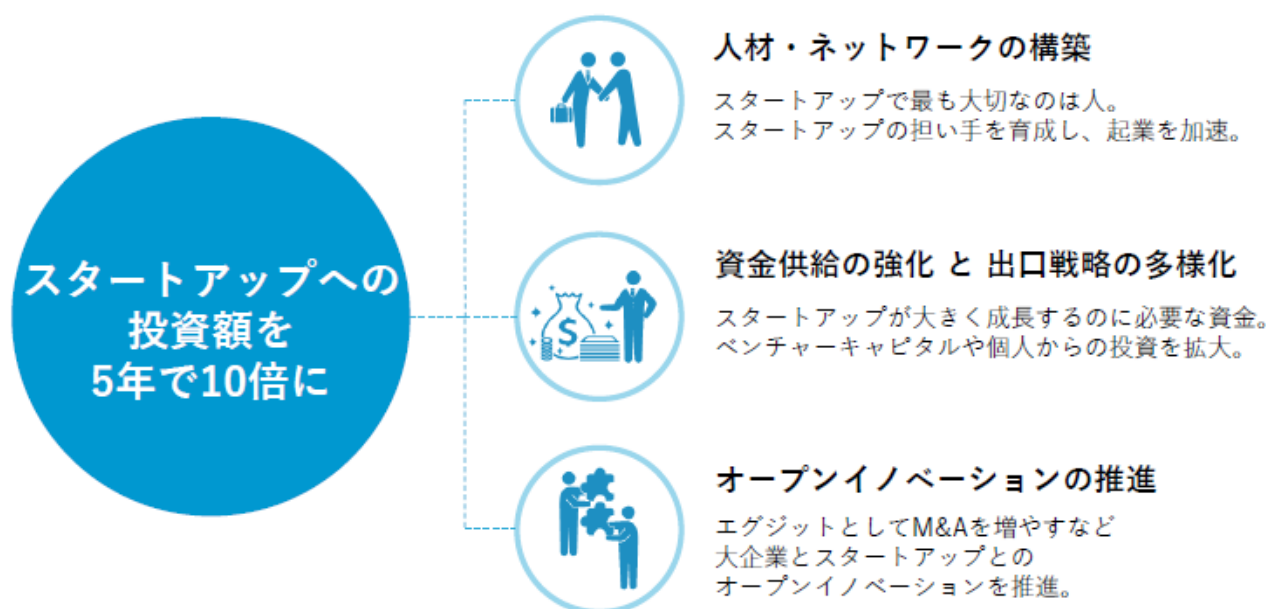 スタートアップへの
投資額を
5年で10倍に
人材・ネットワークの構築
スタートアップで最も大切なのは人。
スタートアップの担い手を育成し、起業を加速。
資金供給の強化 と 出口戦略の多様化
スタートアップが大きく成長するのに必要な資金。
ベンチャーキャピタルや個人からの投資を拡大。
オープンイノベーションの推進
エグジットとしてM&Aを増やすなど
大企業とスタートアップとの
オープンイノベーションを推進。
$